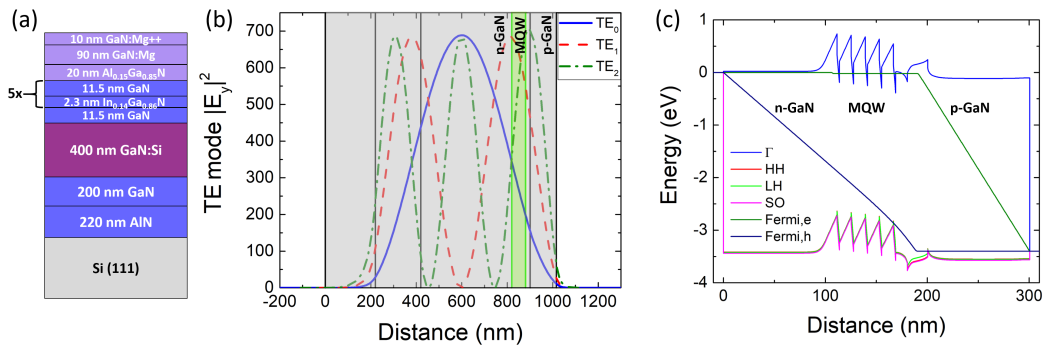 (a)
10 nm GaN:Mg++
90 nm GaN:Mg
20 nm Al0.15Ga0.85N
11.5 nm GaN
5x
2.3 nm In0.14Ga0.86N
11.5 nm GaN
400 nm GaN:Si
200 nm GaN
220 nm AlN
Si (111)
(b)
TE mode |Ey|²
700
600
500
400
300
200
100
0
-200 0 200 400 600 800 1000 1200
Distance (nm)
n-GaN
MQW
p-GaN
TE0
TE1
TE2
(c)
Energy (eV)
1
0
-1
-2
-3
-4
0 100 200 300
Distance (nm)
n-GaN MQW p-GaN
Γ
HH
LH
SO
Fermi,e
Fermi,h